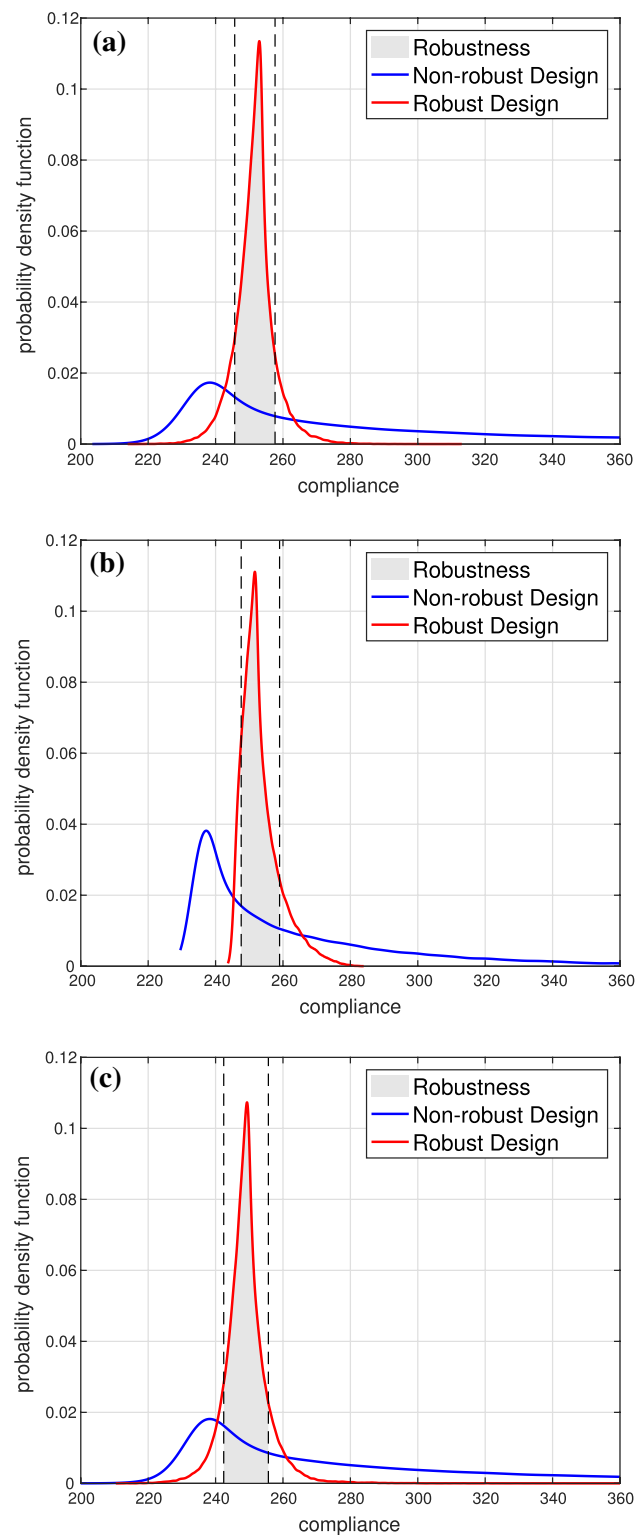 (a)
0.12
0.1
0.08
0.06
0.04
0.02
0
probability density function
Robustness
Non-robust Design
Robust Design
200 220 240 260 280 300 320 340 360
compliance
(b)
0.12
0.1
0.08
0.06
0.04
0.02
0
probability density function
Robustness
Non-robust Design
Robust Design
200 220 240 260 280 300 320 340 360
compliance
(c)
0.12
0.1
0.08
0.06
0.04
0.02
0
probability density function
Robustness
Non-robust Design
Robust Design
200 220 240 260 280 300 320 340 360
compliance